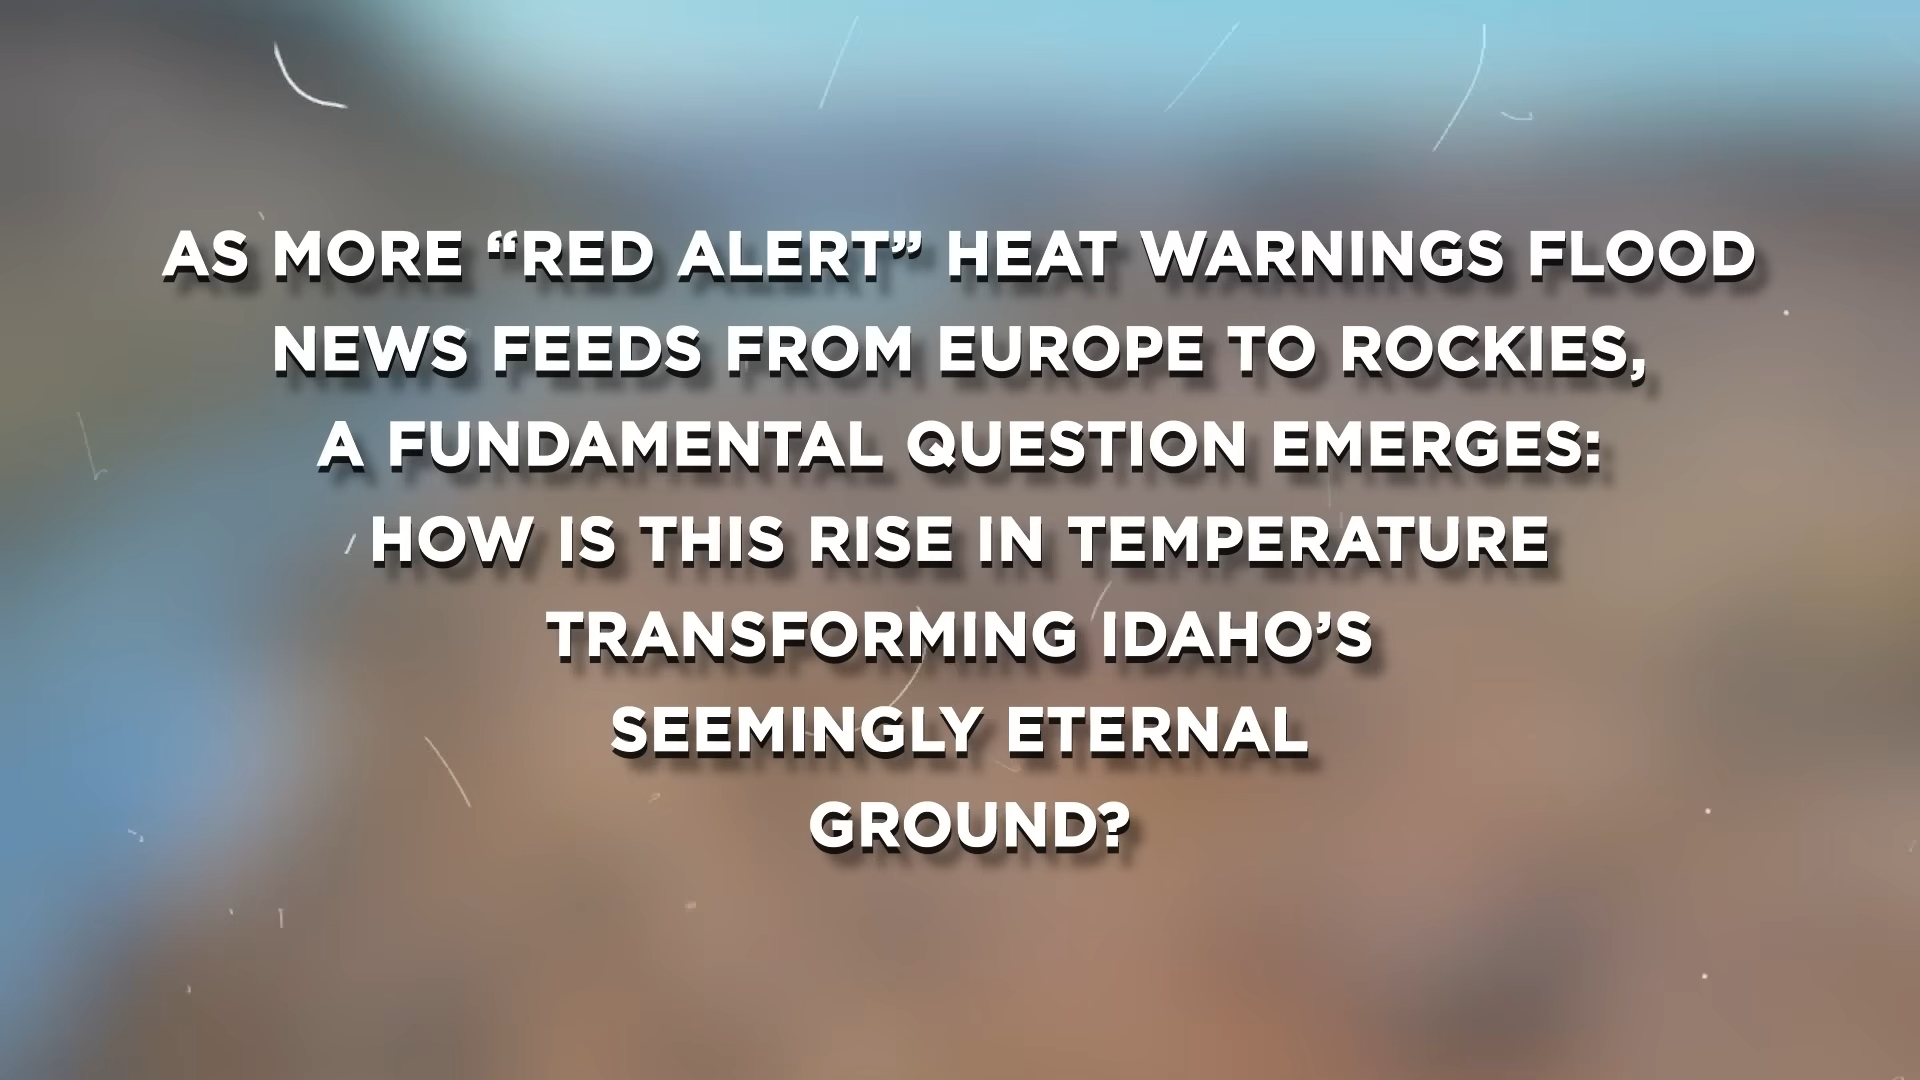 AS MORE “RED ALERT” HEAT WARNINGS FLOOD
NEWS FEEDS FROM EUROPE TO ROCKIES,
A FUNDAMENTAL QUESTION EMERGES:
HOW IS THIS RISE IN TEMPERATURE
TRANSFORMING IDAHO’S
SEEMINGLY ETERNAL
GROUND?